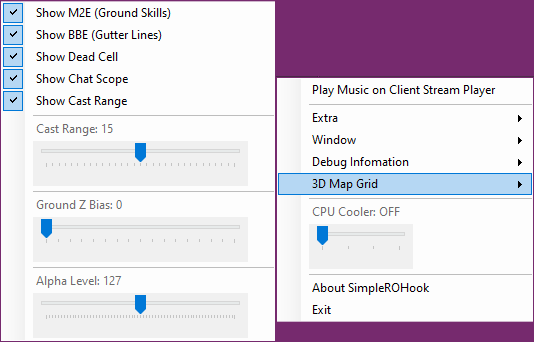 Show M2E (Ground Skills)
Show BBE (Gutter Lines)
Show Dead Cell
Show Chat Scope
Show Cast Range
Cast Range: 15
Ground Z Bias: 0
Alpha Level: 127
Play Music on Client Stream Player
Extra
Window
Debug Infomation
3D Map Grid
CPU Cooler: OFF
About SimpleROHook
Exit